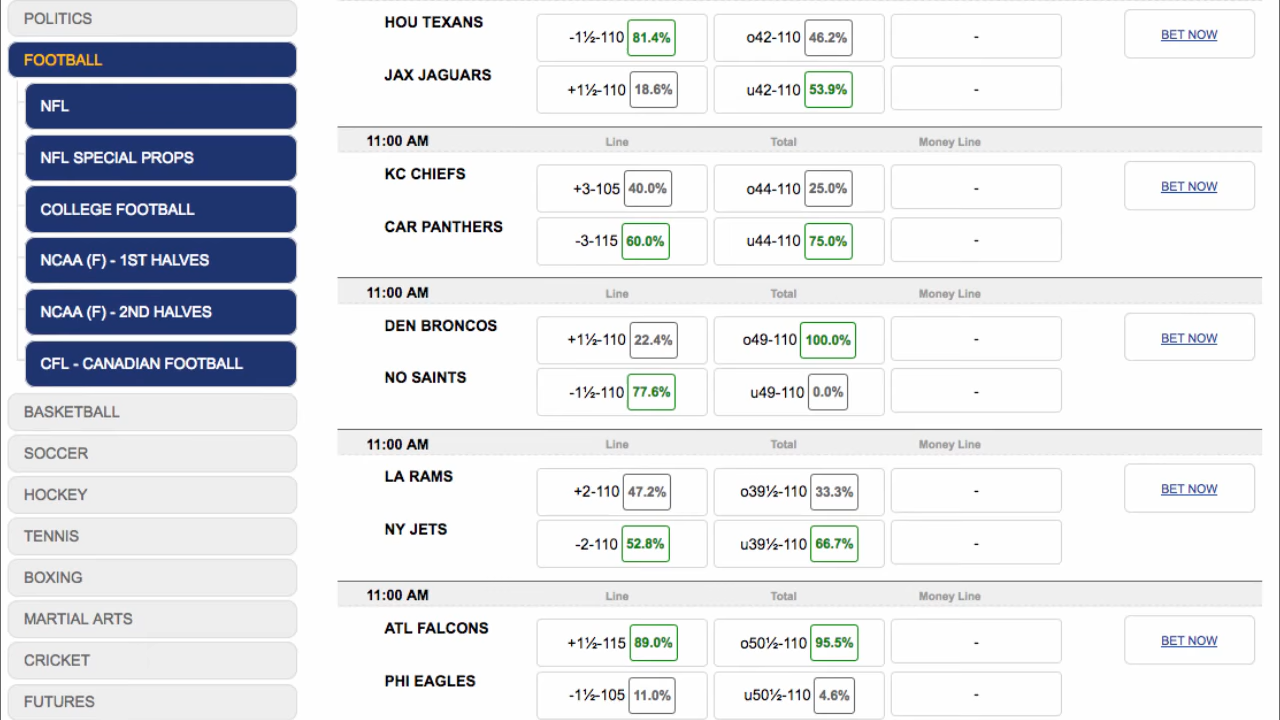 POLITICS
FOOTBALL
NFL
NFL SPECIAL PROPS
COLLEGE FOOTBALL
NCAA (F) - 1ST HALVES
NCAA (F) - 2ND HALVES
CFL - CANADIAN FOOTBALL
BASKETBALL
SOCCER
HOCKEY
TENNIS
BOXING
MARTIAL ARTS
CRICKET
FUTURES
HOU TEXANS -1½-110 81.4% o42-110 46.2% - BET NOW
JAX JAGUARS +1½-110 18.6% u42-110 53.9% -
11:00 AM Line Total Money Line
KC CHIEFS +3-105 40.0% o44-110 25.0% - BET NOW
CAR PANTHERS -3-115 60.0% u44-110 75.0% -
11:00 AM Line Total Money Line
DEN BRONCOS +1½-110 22.4% o49-110 100.0% - BET NOW
NO SAINTS -1½-110 77.6% u49-110 0.0% -
11:00 AM Line Total Money Line
LA RAMS +2-110 47.2% o39½-110 33.3% - BET NOW
NY JETS -2-110 52.8% u39½-110 66.7% -
11:00 AM Line Total Money Line
ATL FALCONS +1½-115 89.0% o50½-110 95.5% - BET NOW
PHI EAGLES -1½-105 11.0% u50½-110 4.6% -